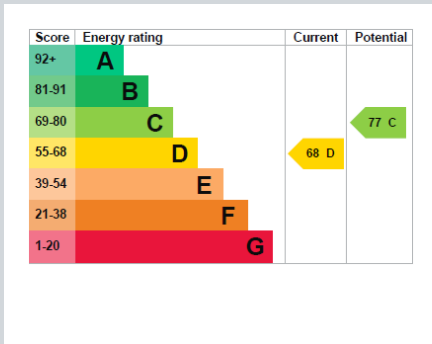 Score Energy rating Current Potential
92+ A
81-91 B
69-80 C 77 C
55-68 D 68 D
39-54 E
21-38 F
1-20 G